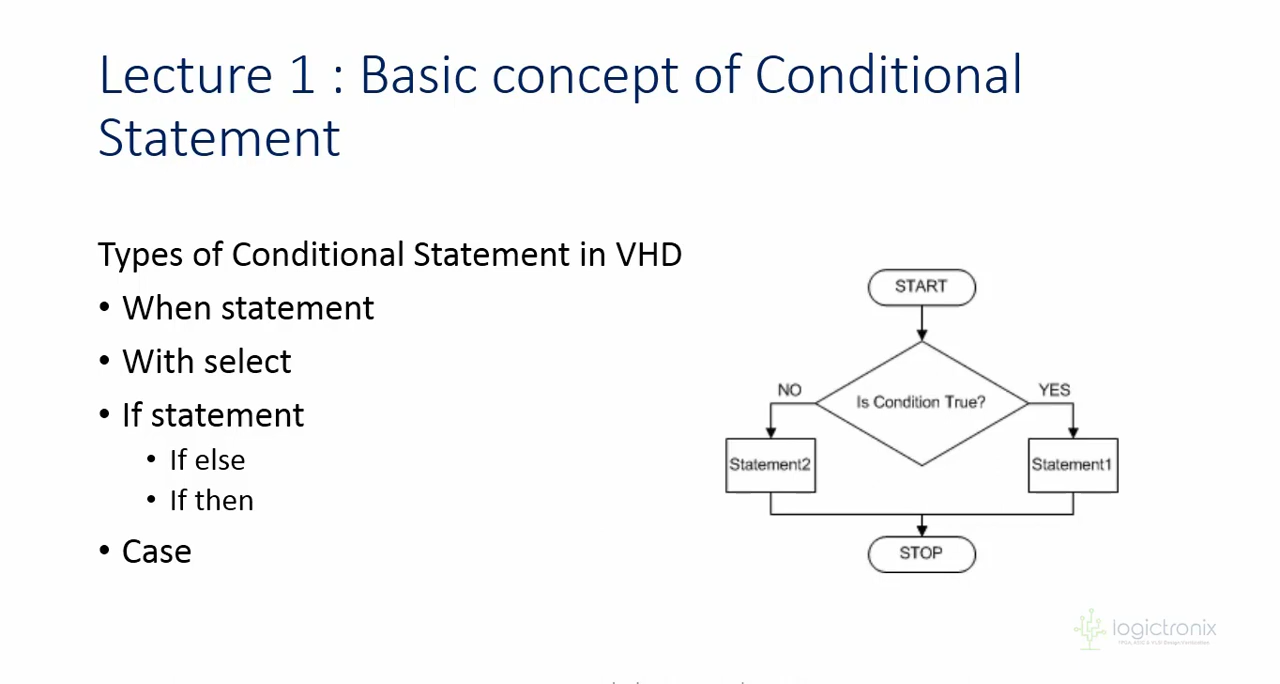 Lecture 1 : Basic concept of Conditional
Statement
Types of Conditional Statement in VHD
• When statement
• With select
• If statement
• If else
• If then
• Case
START
Is Condition True?
NO
YES
Statement2
Statement1
STOP
logictronix